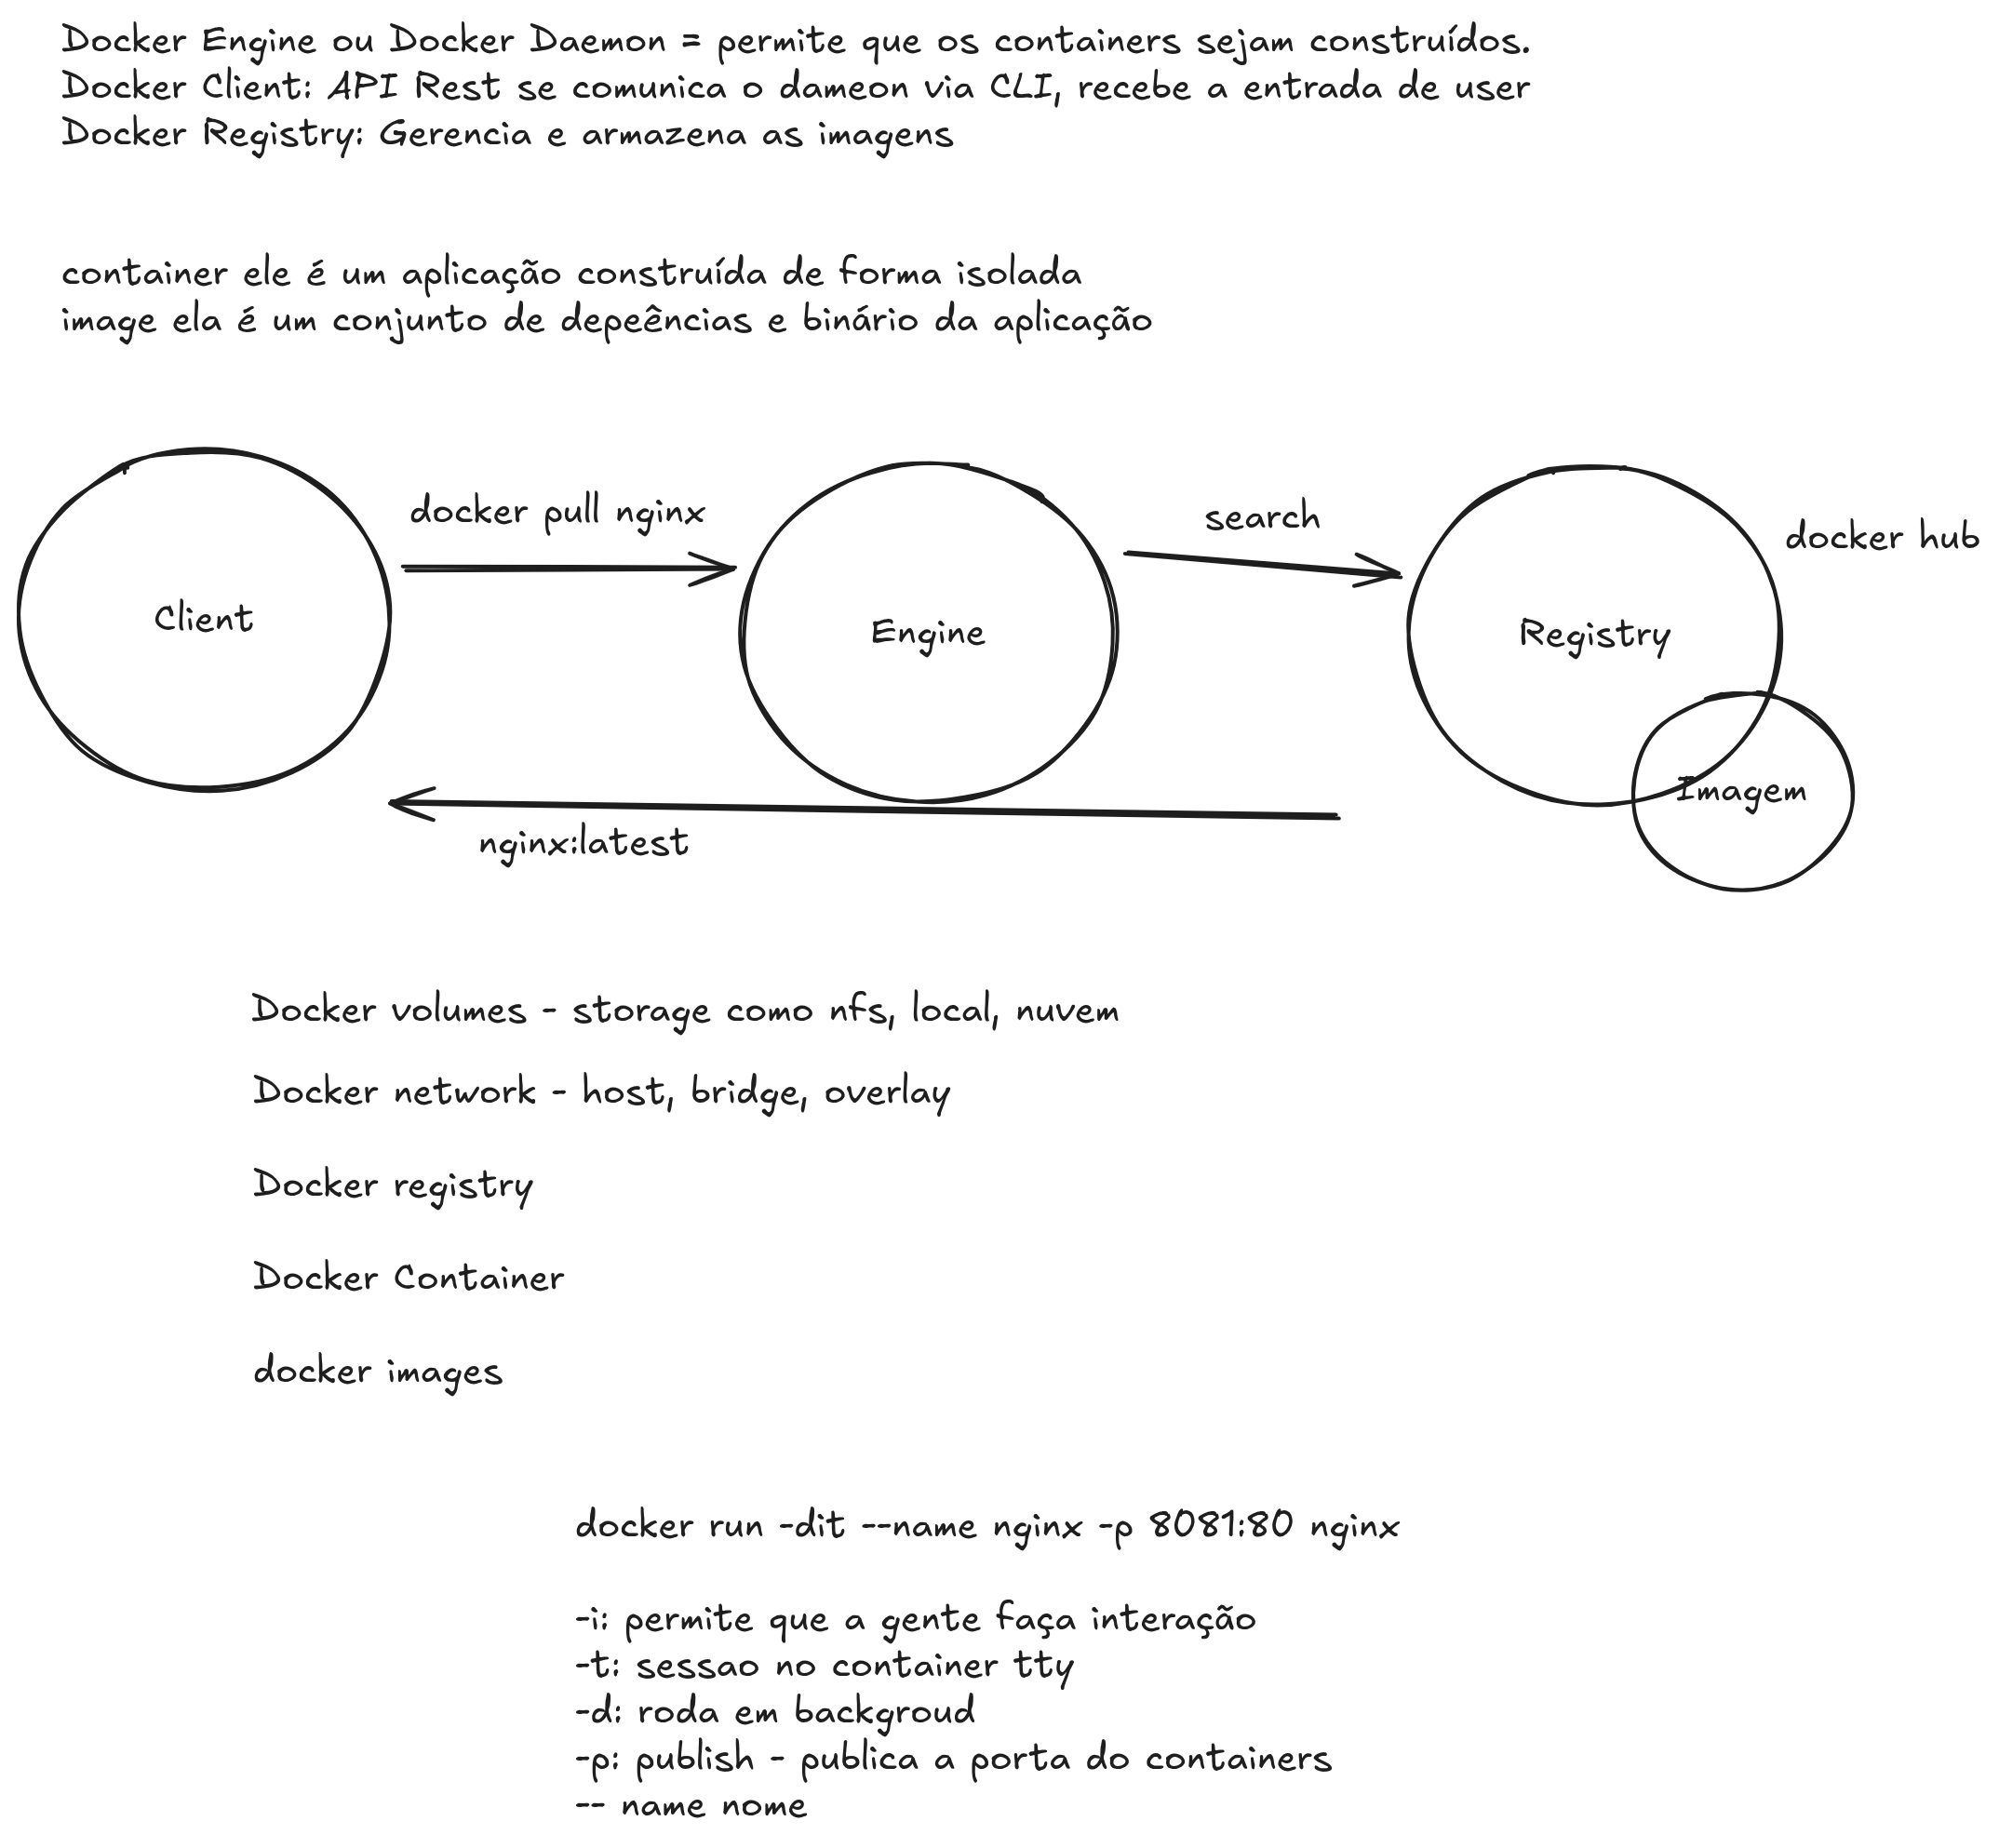 Docker Engine ou Docker Daemon = permite que os containers sejam construídos.
Docker Client: API Rest se comunica o dameon via CLI, recebe a entrada de user
Docker Registry: Gerencia e armazena as imagens
container ele é um aplicação construída de forma isolada
image ela é um conjunto de depeências e binário da aplicação
docker pull nginx
search
docker hub
Client
Engine
Registry
Imagem
nginx:latest
Docker volumes - storage como nfs, local, nuvem
Docker network - host, bridge, overlay
Docker registry
Docker Container
docker images
docker run -dit --name nginx -p 8081:80 nginx
-i: permite que a gente faça interação
-t: sessao no container tty
-d: roda em backgroud
-p: publish - publica a porta do containers
-- name nome